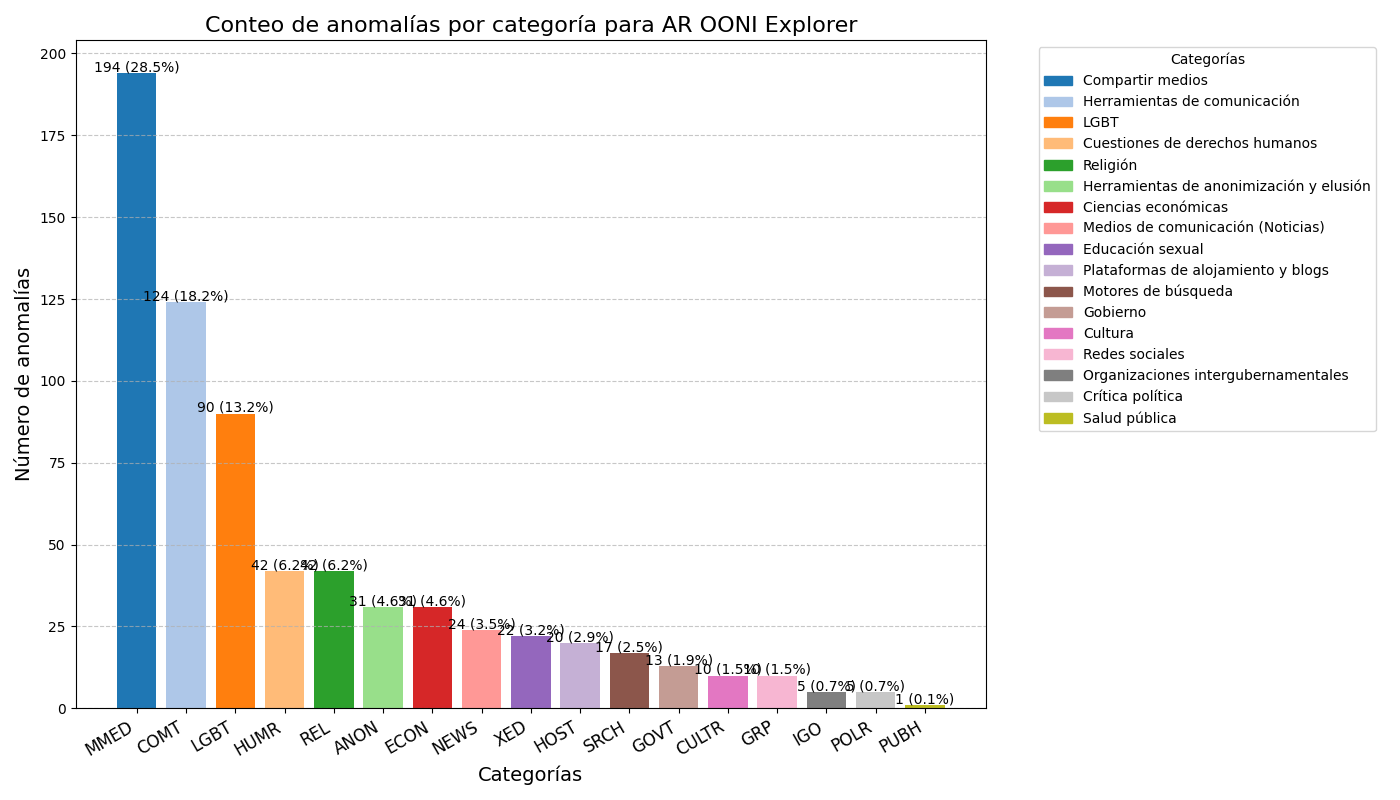 Conteo de anomalías por categoría para AR OONI Explorer
Número de anomalías
200
175
150
125
100
75
50
25
0
194 (28.5%)
124 (18.2%)
90 (13.2%)
42 (6.2%)
42 (6.2%)
31 (4.6%)
31 (4.6%)
24 (3.5%)
22 (3.2%)
20 (2.9%)
17 (2.5%)
13 (1.9%)
10 (1.5%)
10 (1.5%)
5 (0.7%)
5 (0.7%)
1 (0.1%)
MMED
COMT
LGBT
HUMR
REL
ANON
ECON
NEWS
XED
HOST
SRCH
GOVT
CULTR
GRP
IGO
POLR
PUBH
Categorías
Categorías
Compartir medios
Herramientas de comunicación
LGBT
Cuestiones de derechos humanos
Religión
Herramientas de anonimización y elusión
Ciencias económicas
Medios de comunicación (Noticias)
Educación sexual
Plataformas de alojamiento y blogs
Motores de búsqueda
Gobierno
Cultura
Redes sociales
Organizaciones intergubernamentales
Crítica política
Salud pública